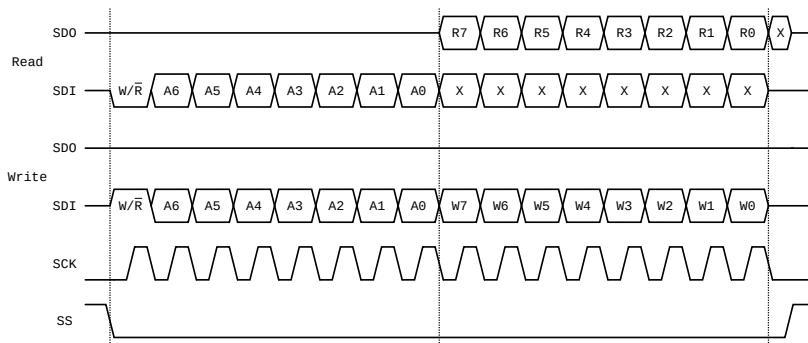 SDO R7 R6 R5 R4 R3 R2 R1 R0 X
Read
SDI W/R̅ A6 A5 A4 A3 A2 A1 A0 X X X X X X X X
SDO
Write
SDI W/R̅ A6 A5 A4 A3 A2 A1 A0 W7 W6 W5 W4 W3 W2 W1 W0
SCK
SS